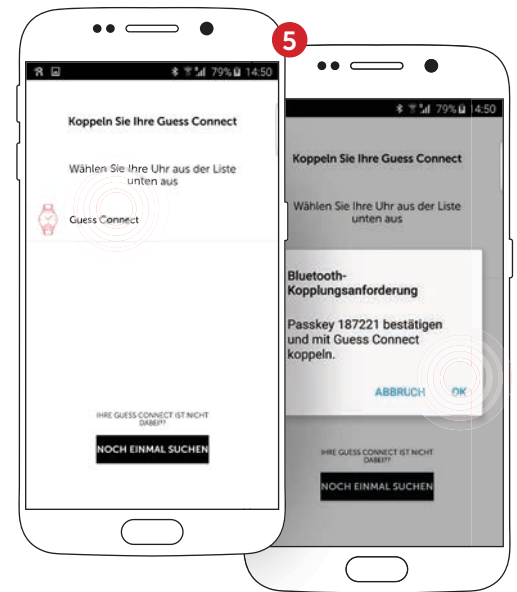 5
79% 14:50
Koppeln Sie Ihre Guess Connect
Wählen Sie Ihre Uhr aus der Liste
unten aus
Guess Connect
IHRE GUESS CONNECT IST NICHT
DABEI??
NOCH EINMAL SUCHEN
79% 14:50
Koppeln Sie Ihre Guess Connect
Wählen Sie Ihre Uhr aus der Liste
unten aus
Bluetooth-
Kopplungsanforderung
Passkey 187221 bestätigen
und mit Guess Connect
koppeln.
ABBRUCH OK
IHRE GUESS CONNECT IST NICHT
DABEI??
NOCH EINMAL SUCHEN